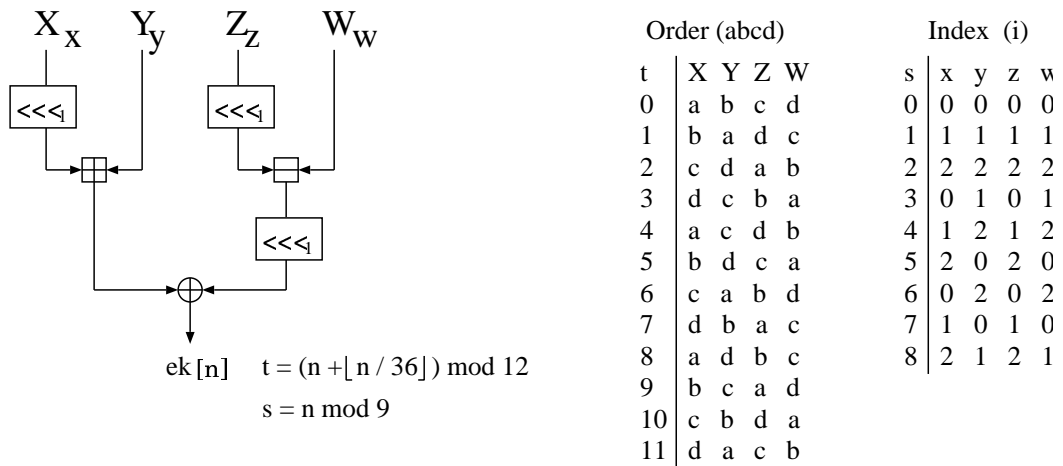 X x Y y Z z W w
<<<1 <<<1
<<<1
ek[n] t = (n +⌊ n / 36⌋ ) mod 12
s = n mod 9
Order (abcd)
t X Y Z W
0 a b c d
1 b a d c
2 c d a b
3 d c b a
4 a c d b
5 b d c a
6 c a b d
7 d b a c
8 a d b c
9 b c a d
10 c b d a
11 d a c b
Index (i)
s x y z w
0 0 0 0 0
1 1 1 1 1
2 2 2 2 2
3 0 1 0 1
4 1 2 1 2
5 2 0 2 0
6 0 2 0 2
7 1 0 1 0
8 2 1 2 1